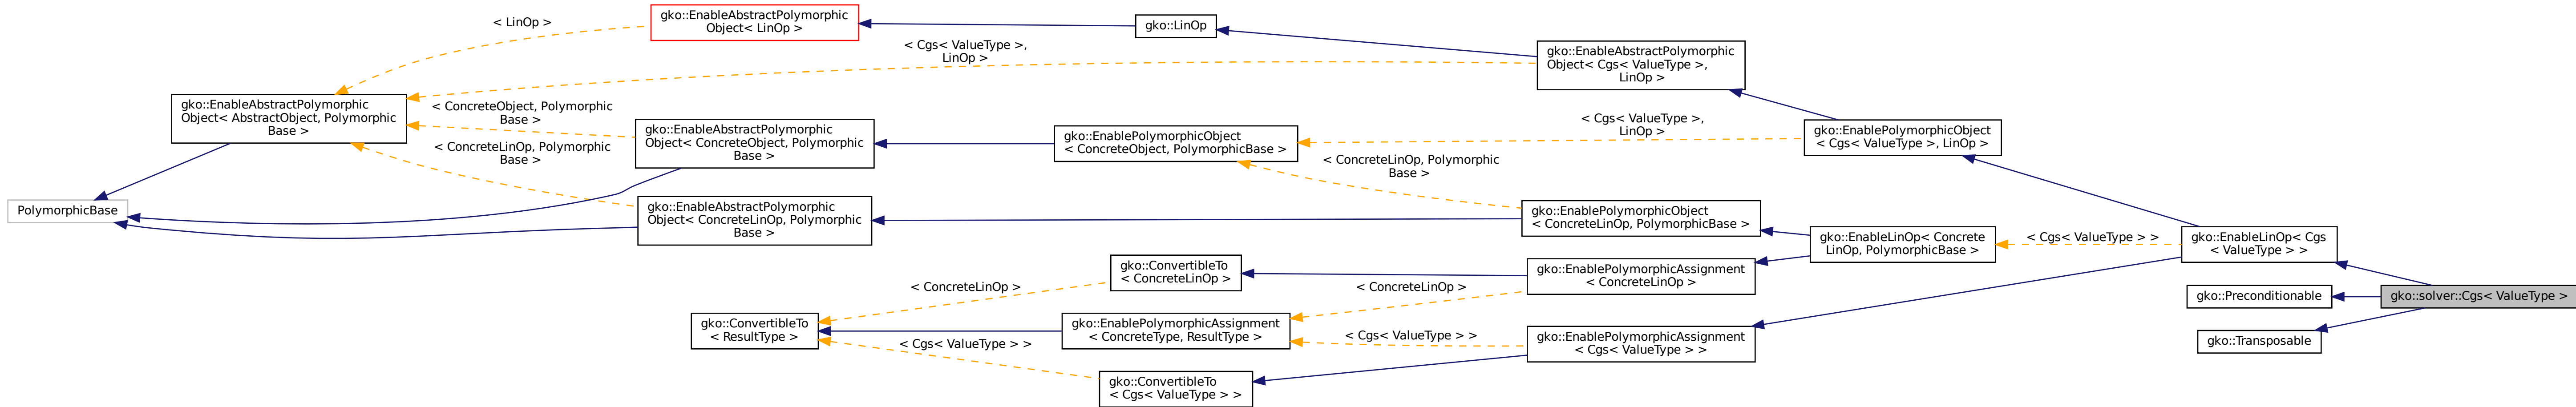 PolymorphicBase
gko::EnableAbstractPolymorphic
Object< AbstractObject, Polymorphic
Base >
< LinOp >
< Cgs< ValueType >,
LinOp >
< ConcreteObject, Polymorphic
Base >
< ConcreteLinOp, Polymorphic
Base >
gko::EnableAbstractPolymorphic
Object< LinOp >
gko::EnableAbstractPolymorphic
Object< ConcreteObject, Polymorphic
Base >
gko::EnableAbstractPolymorphic
Object< ConcreteLinOp, Polymorphic
Base >
gko::ConvertibleTo
< ResultType >
< ConcreteLinOp >
< Cgs< ValueType > >
gko::LinOp
gko::EnablePolymorphicObject
< ConcreteObject, PolymorphicBase >
gko::ConvertibleTo
< ConcreteLinOp >
gko::EnablePolymorphicAssignment
< ConcreteType, ResultType >
gko::ConvertibleTo
< Cgs< ValueType > >
< Cgs< ValueType >,
LinOp >
< ConcreteLinOp, Polymorphic
Base >
< ConcreteLinOp >
< Cgs< ValueType > >
gko::EnableAbstractPolymorphic
Object< Cgs< ValueType >,
LinOp >
gko::EnablePolymorphicObject
< ConcreteLinOp, PolymorphicBase >
gko::EnablePolymorphicAssignment
< ConcreteLinOp >
gko::EnablePolymorphicAssignment
< Cgs< ValueType > >
gko::EnablePolymorphicObject
< Cgs< ValueType >, LinOp >
gko::EnableLinOp< Concrete
LinOp, PolymorphicBase >
< Cgs< ValueType > >
gko::EnableLinOp< Cgs
< ValueType > >
gko::Preconditionable
gko::Transposable
gko::solver::Cgs< ValueType >